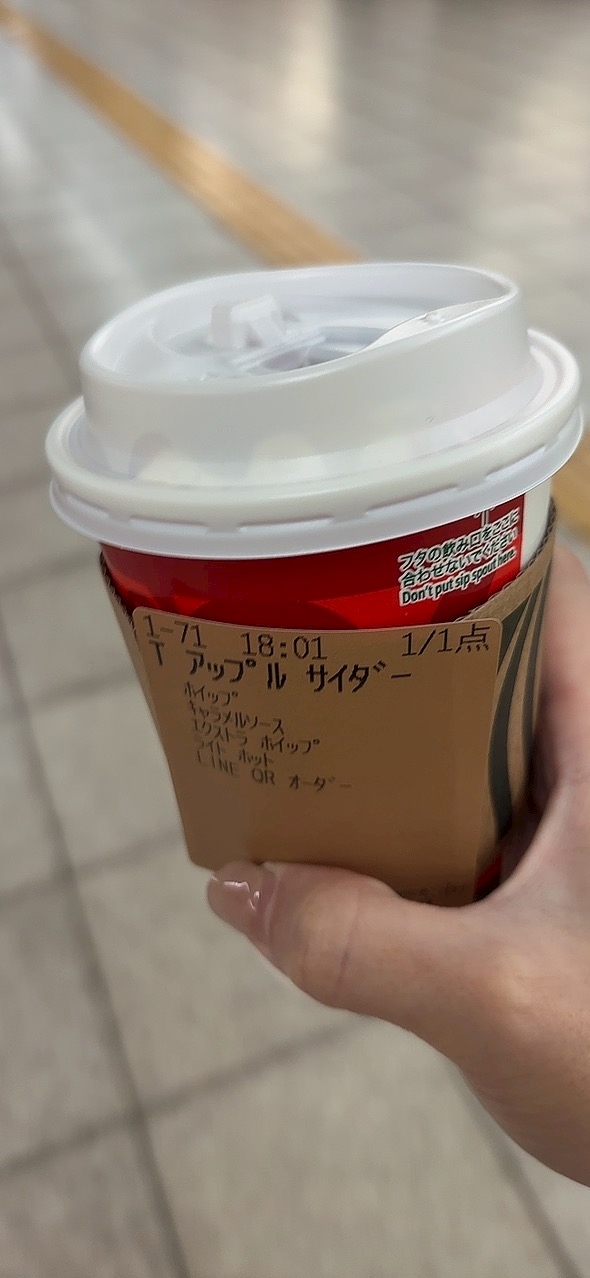 フタの飲み口をここに
合わせないでください
Don't put sip spout here.
1-71 18:01 1/1点
T アップル サイダー
ホイップ
キャラメルソース
エクストラ ホイップ
ライト ホット
LINE QR オーダー